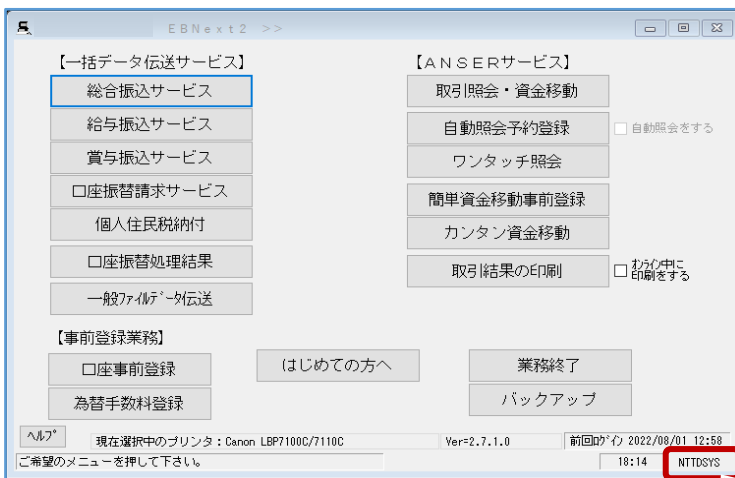 EBNext2 >>
【一括データ伝送サービス】
総合振込サービス
給与振込サービス
賞与振込サービス
口座振替請求サービス
個人住民税納付
口座振替処理結果
一般ファイルデータ伝送
【ANSERサービス】
取引照会・資金移動
自動照会予約登録
自動照会をする
ワンタッチ照会
簡単資金移動事前登録
カンタン資金移動
取引結果の印刷
オンライン中に
印刷をする
【事前登録業務】
口座事前登録
為替手数料登録
はじめての方へ
業務終了
バックアップ
ヘルプ
現在選択中のプリンタ:Canon LBP7100C/7110C
Ver=2.7.1.0
前回ログイン 2022/08/01 12:58
ご希望のメニューを押して下さい。
18:14
NTTDSYS